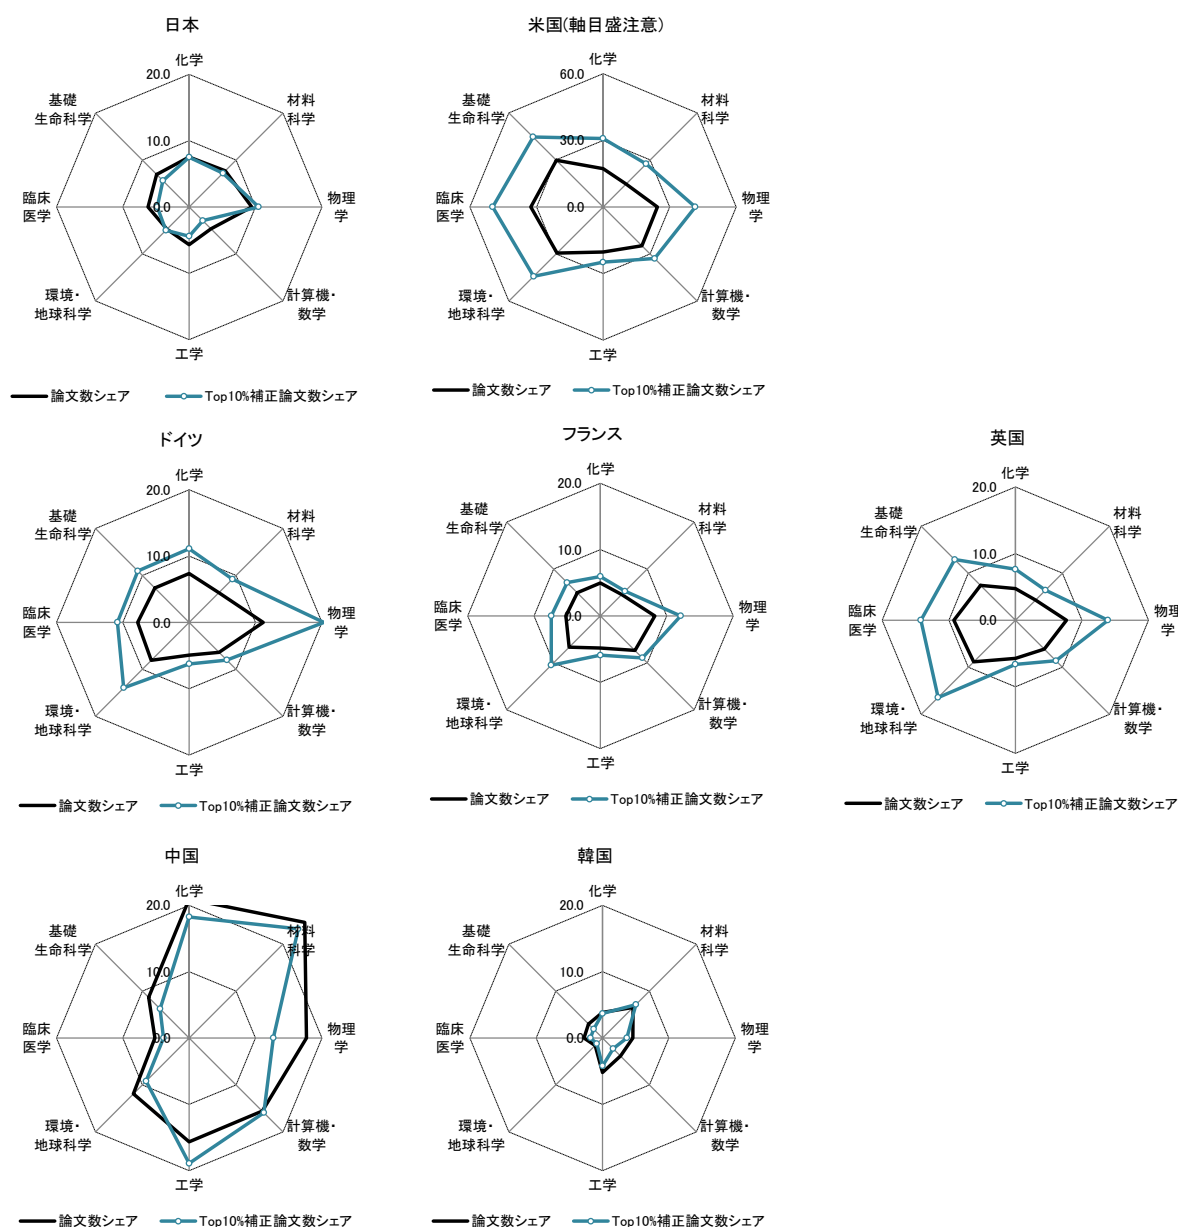 日本
化学
20.0
10.0
0.0
基礎
生命科学
材料
科学
臨床
医学
物理
学
環境・
地球科学
計算機・
数学
工学
論文数シェア
Top10%補正論文数シェア
米国(軸目盛注意)
化学
60.0
30.0
0.0
基礎
生命科学
材料
科学
臨床
医学
物理
学
環境・
地球科学
計算機・
数学
工学
論文数シェア
Top10%補正論文数シェア
ドイツ
化学
20.0
10.0
0.0
基礎
生命科学
材料
科学
臨床
医学
物理
学
環境・
地球科学
計算機・
数学
工学
論文数シェア
Top10%補正論文数シェア
フランス
化学
20.0
10.0
0.0
基礎
生命科学
材料
科学
臨床
医学
物理
学
環境・
地球科学
計算機・
数学
工学
論文数シェア
Top10%補正論文数シェア
英国
化学
20.0
10.0
0.0
基礎
生命科学
材料
科学
臨床
医学
物理
学
環境・
地球科学
計算機・
数学
工学
論文数シェア
Top10%補正論文数シェア
中国
化学
20.0
10.0
0.0
基礎
生命科学
材料
科学
臨床
医学
物理
学
環境・
地球科学
計算機・
数学
工学
論文数シェア
Top10%補正論文数シェア
韓国
化学
20.0
10.0
0.0
基礎
生命科学
材料
科学
臨床
医学
物理
学
環境・
地球科学
計算機・
数学
工学
論文数シェア
Top10%補正論文数シェア